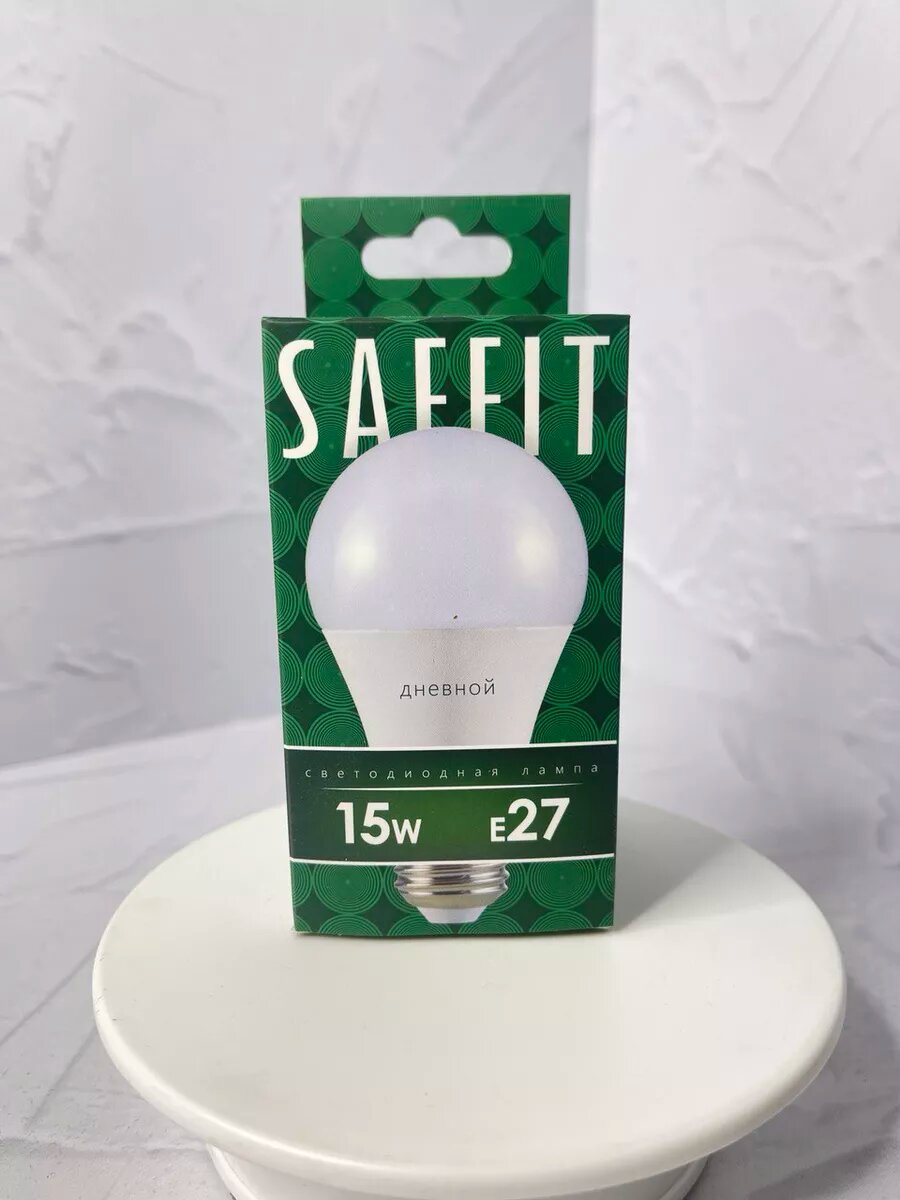 SAFFIT
дневной
светодиодная лампа
15W E27